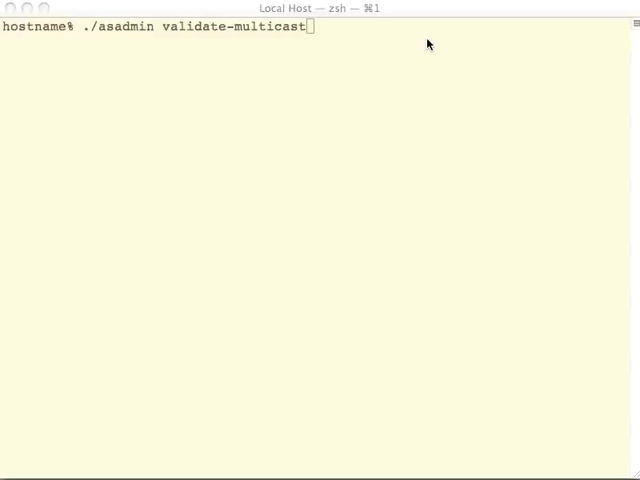 Local Host — zsh — ⌘1
hostname% ./asadmin validate-multicast